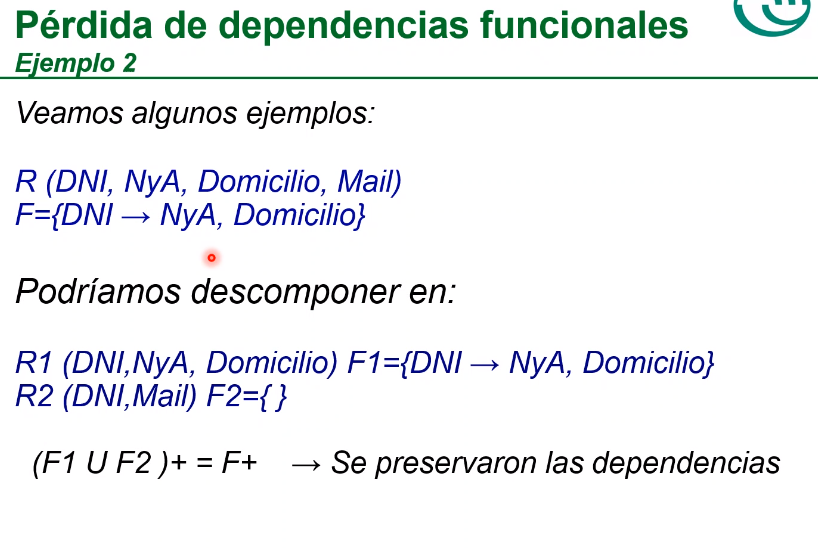 Pérdida de dependencias funcionales
Ejemplo 2
Veamos algunos ejemplos:
R (DNI, NyA, Domicilio, Mail)
F={DNI → NyA, Domicilio}
Podríamos descomponer en:
R1 (DNI,NyA, Domicilio) F1={DNI → NyA, Domicilio}
R2 (DNI,Mail) F2={ }
(F1 U F2 )+ = F+ → Se preservaron las dependencias